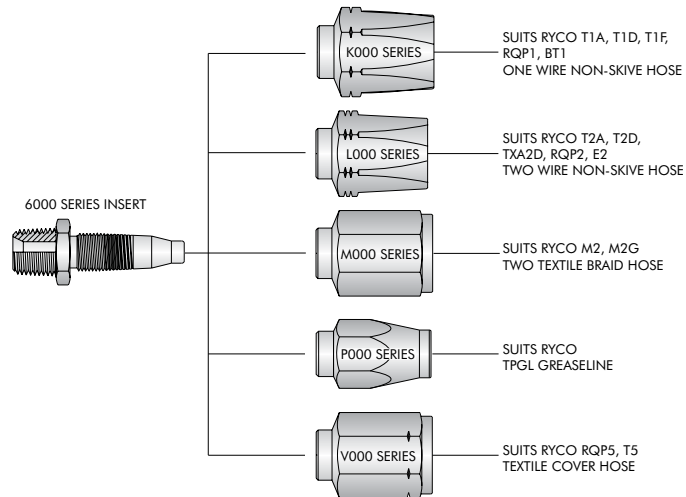 K000 SERIES
SUITS RYCO T1A, T1D, T1F,
RQP1, BT1
ONE WIRE NON-SKIVE HOSE
L000 SERIES
SUITS RYCO T2A, T2D,
TXA2D, RQP2, E2
TWO WIRE NON-SKIVE HOSE
6000 SERIES INSERT
M000 SERIES
SUITS RYCO M2, M2G
TWO TEXTILE BRAID HOSE
P000 SERIES
SUITS RYCO
TPGL GREASELINE
V000 SERIES
SUITS RYCO RQP5, T5
TEXTILE COVER HOSE